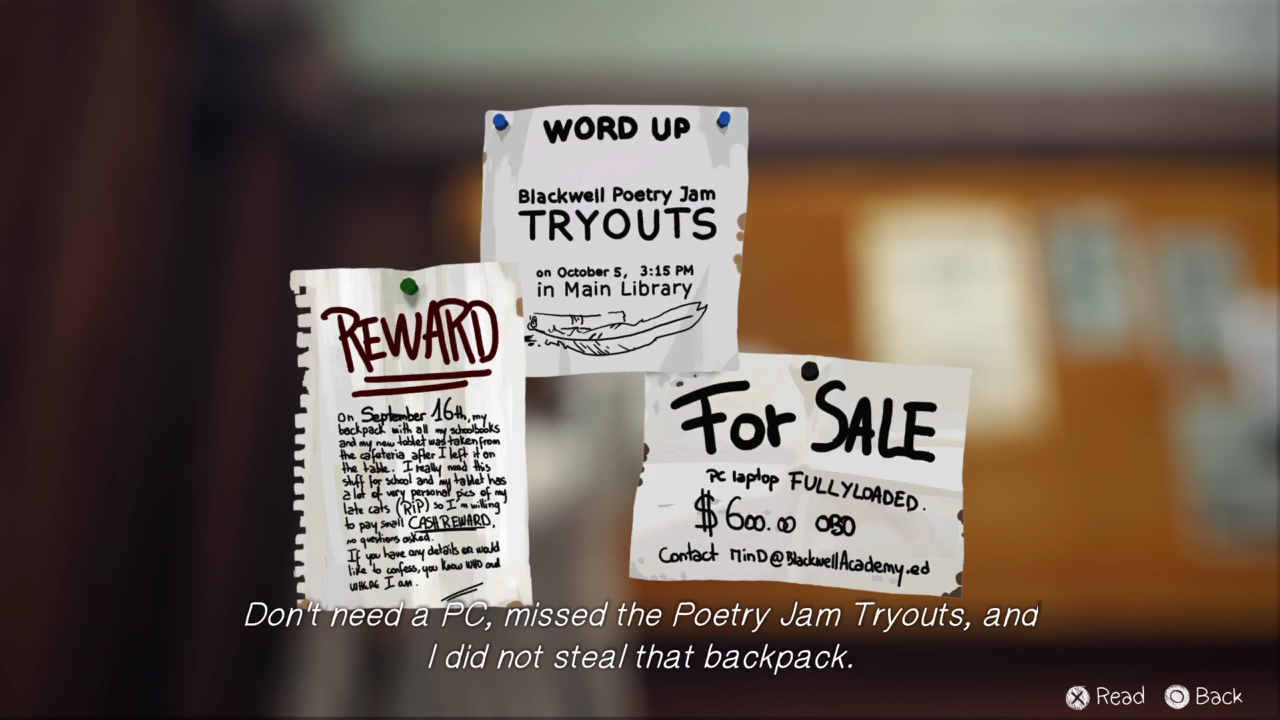 WORD UP
Blackwell Poetry Jam
TRYOUTS
on October 5, 3:15 PM
in Main Library
REWARD
On September 16th, my
backpack with all my schoolbooks
and my new tablet was taken from
the cafeteria after I left it on
the table. I really need this
stuff for school and my tablet has
a lot of very personal pics of my
late cats (RiP) so I'm willing
to pay small CASH REWARD,
no questions asked.
If you have any details or would
like to confess, you know WHO and
WHERE I am.
For SALE
PC laptop FULLYLOADED.
$600.00 OBO
Contact MinD@BlackwellAcademy.ed
Don't need a PC, missed the Poetry Jam Tryouts, and
I did not steal that backpack.
Read Back